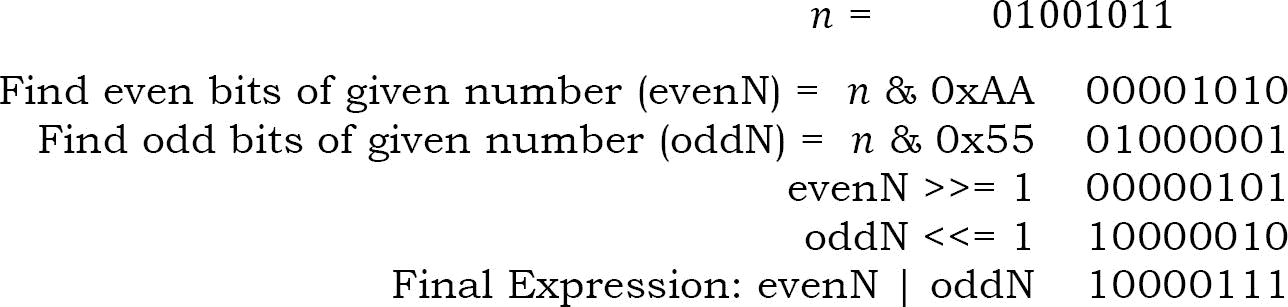 n = 01001011
Find even bits of given number (evenN) = n & 0xAA 00001010
Find odd bits of given number (oddN) = n & 0x55 01000001
evenN >>= 1 00000101
oddN <<= 1 10000010
Final Expression: evenN | oddN 10000111